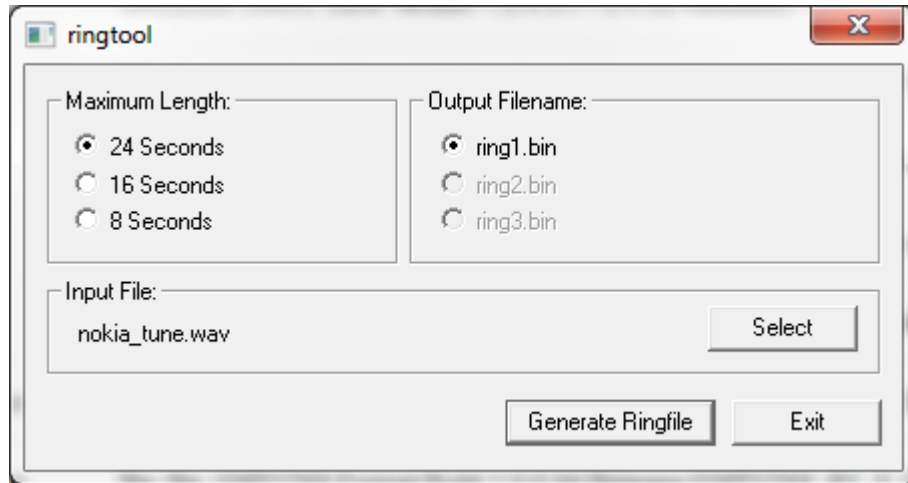 ringtool
Maximum Length:
24 Seconds
16 Seconds
8 Seconds
Output Filename:
ring1.bin
ring2.bin
ring3.bin
Input File:
nokia_tune.wav
Select
Generate Ringfile
Exit